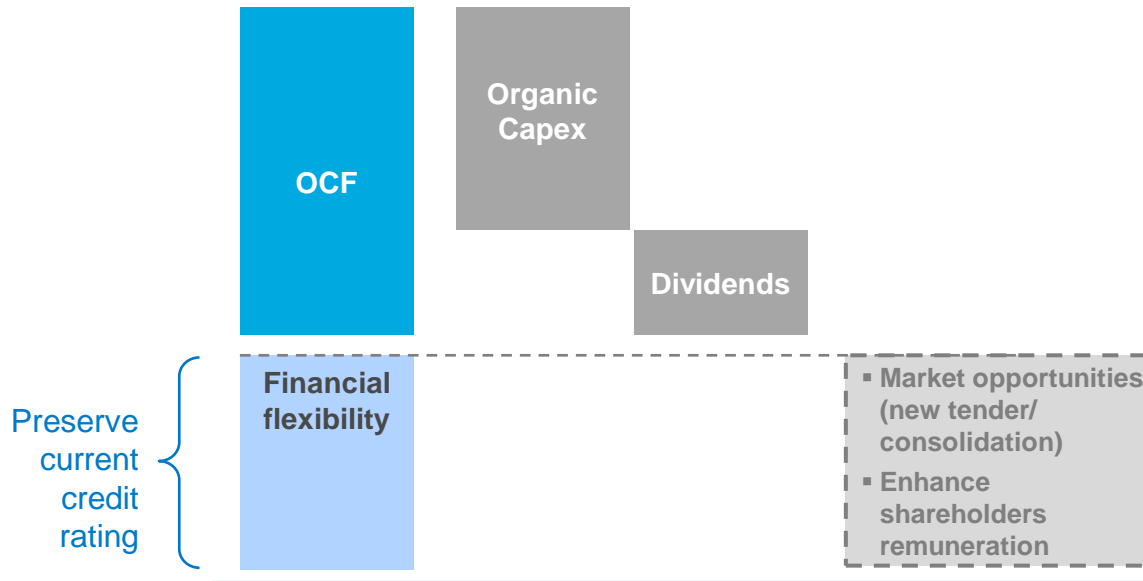 OCF
Organic
Capex
Dividends
Preserve
current
credit
rating
Financial
flexibility
▪ Market opportunities
(new tender/
consolidation)
▪ Enhance
shareholders
remuneration